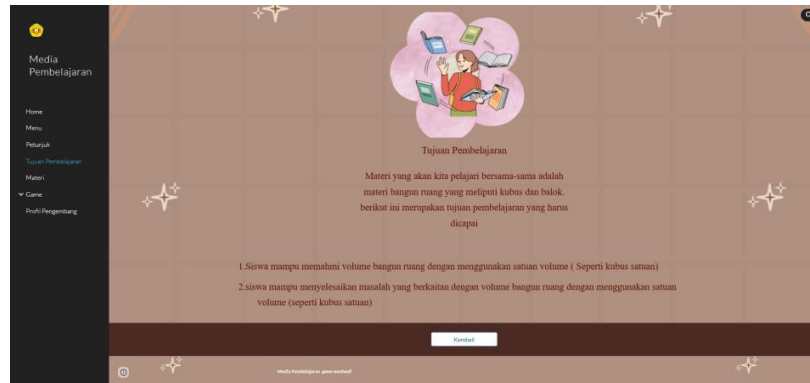 Media
Pembelajaran
Home
Menu
Petunjuk
Tujuan Pembelajaran
Materi
Game
Profil Pengembang
Tujuan Pembelajaran
Materi yang akan kita pelajari bersama-sama adalah
materi bangun ruang yang meliputi kubus dan balok.
berikut ini merupakan tujuan pembelajaran yang harus
dicapai
1.Siswa mampu memahmi volume bangun ruang dengan menggunakan satuan volume ( Seperti kubus satuan)
2.siswa mampu menyelesaikan masalah yang berkaitan dengan volume bangun ruang dengan menggunakan satuan
volume (seperti kubus satuan)
Kembali
Media Pembelajaran game